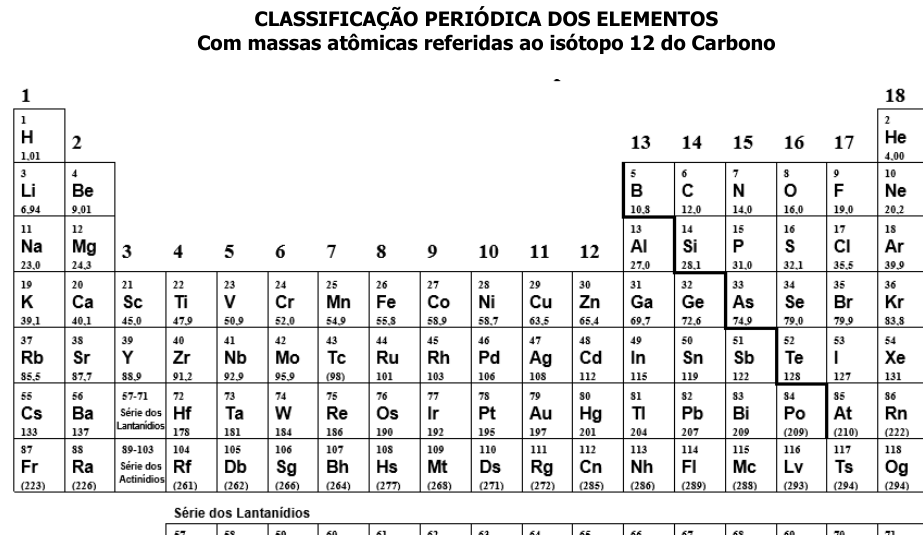 CLASSIFICAÇÃO PERIÓDICA DOS ELEMENTOS
Com massas atômicas referidas ao isótopo 12 do Carbono
1 18
1 2
H 2 13 14 15 16 17 He
1,01 4,00
3 4 5 6 7 8 9 10
Li Be B C N O F Ne
6,94 9,01 10,8 12,0 14,0 16,0 19,0 20,2
11 12 13 14 15 16 17 18
Na Mg 3 4 5 6 7 8 9 10 11 12 Al Si P S Cl Ar
23,0 24,3 27,0 28,1 31,0 32,1 35,5 39,9
19 20 21 22 23 24 25 26 27 28 29 30 31 32 33 34 35 36
K Ca Sc Ti V Cr Mn Fe Co Ni Cu Zn Ga Ge As Se Br Kr
39,1 40,1 45,0 47,9 50,9 52,0 54,9 55,8 58,9 58,7 63,5 65,4 69,7 72,6 74,9 79,0 79,9 83,8
37 38 39 40 41 42 43 44 45 46 47 48 49 50 51 52 53 54
Rb Sr Y Zr Nb Mo Tc Ru Rh Pd Ag Cd In Sn Sb Te I Xe
85,5 87,7 88,9 91,2 92,9 95,9 (98) 101 103 106 108 112 115 119 122 128 127 131
55 56 57-71 72 73 74 75 76 77 78 79 80 81 82 83 84 85 86
Cs Ba Série dos Lantanídios Hf Ta W Re Os Ir Pt Au Hg Tl Pb Bi Po At Rn
133 137 178 181 184 186 190 192 195 197 201 204 207 209 (209) (210) (222)
87 88 89-103 104 105 106 107 108 109 110 111 112 113 114 115 116 117 118
Fr Ra Série dos Actinídios Rf Db Sg Bh Hs Mt Ds Rg Cn Nh Fl Mc Lv Ts Og
(223) (226) (261) (262) (266) (264) (277) (268) (271) (272) (285) (286) (289) (288) (293) (294) (294)
Série dos Lantanídios
57 58 59 60 61 62 63 64 65 66 67 68 69 70 71